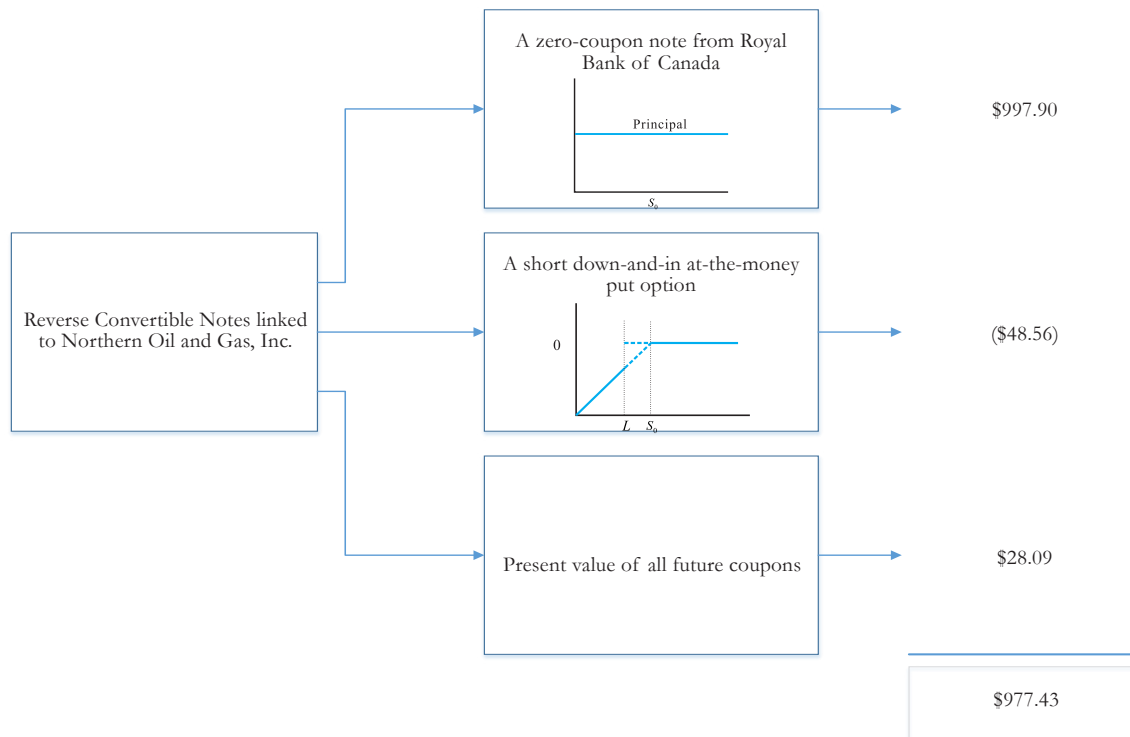 A zero-coupon note from Royal
Bank of Canada
Principal
S₀
$997.90
Reverse Convertible Notes linked
to Northern Oil and Gas, Inc.
A short down-and-in at-the-money
put option
0
L S₀
($48.56)
Present value of all future coupons
$28.09
$977.43